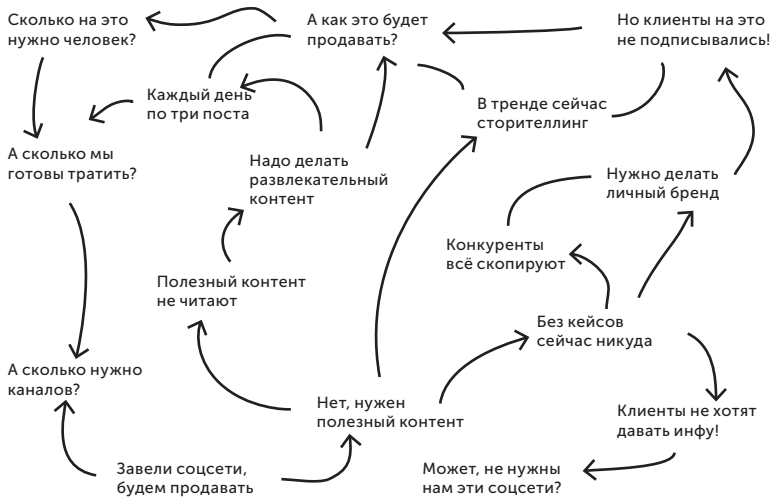 Сколько на это
нужно человек?
А как это будет
продавать?
Но клиенты на это
не подписывались!
Каждый день
по три поста
В тренде сейчас
сторителлинг
А сколько мы
готовы тратить?
Надо делать
развлекательный
контент
Нужно делать
личный бренд
Конкуренты
всё скопируют
Полезный контент
не читают
Без кейсов
сейчас никуда
А сколько нужно
каналов?
Нет, нужен
полезный контент
Клиенты не хотят
давать инфу!
Завели соцсети,
будем продавать
Может, не нужны
нам эти соцсети?